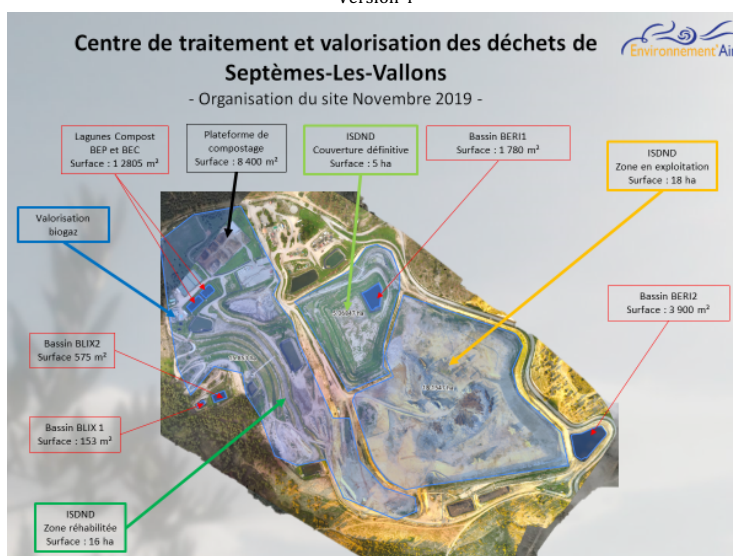 Centre de traitement et valorisation des déchets de
Septèmes-Les-Vallons
- Organisation du site Novembre 2019 -
Environnement'Air
Lagunes Compost
BEP et BEC
Surface : 1 2805 m²
Plateforme de
compostage
Surface : 8 400 m²
ISDND
Couverture définitive
Surface : 5 ha
Bassin BERI1
Surface : 1 780 m²
ISDND
Zone en exploitation
Surface : 18 ha
Valorisation
biogaz
Bassin BERI2
Surface : 3 900 m²
Bassin BLIX2
Surface 575 m²
Bassin BLIX 1
Surface : 153 m²
ISDND
Zone réhabilitée
Surface : 16 ha